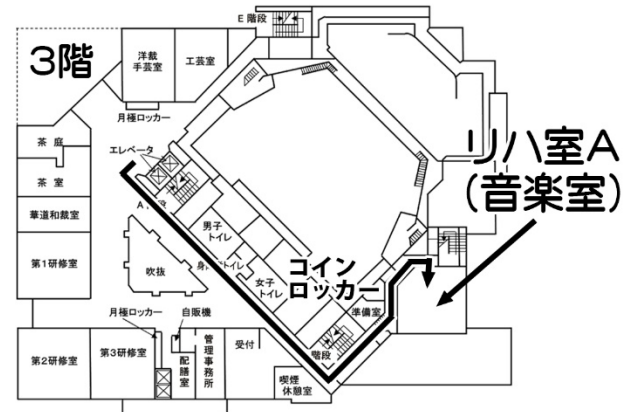 3階
E 階段
洋裁
手芸室
工芸室
月極ロッカー
リハ室A
（音楽室）
茶 庭
エレベータ
茶 室
華道和裁室
男子
トイレ
第1研修室
吹抜
女子
トイレ
コイン
ロッカー
準備室
月極ロッカー
自販機
階段
第2研修室
第3研修室
配膳室
管理事務所
受付
喫煙
休憩室